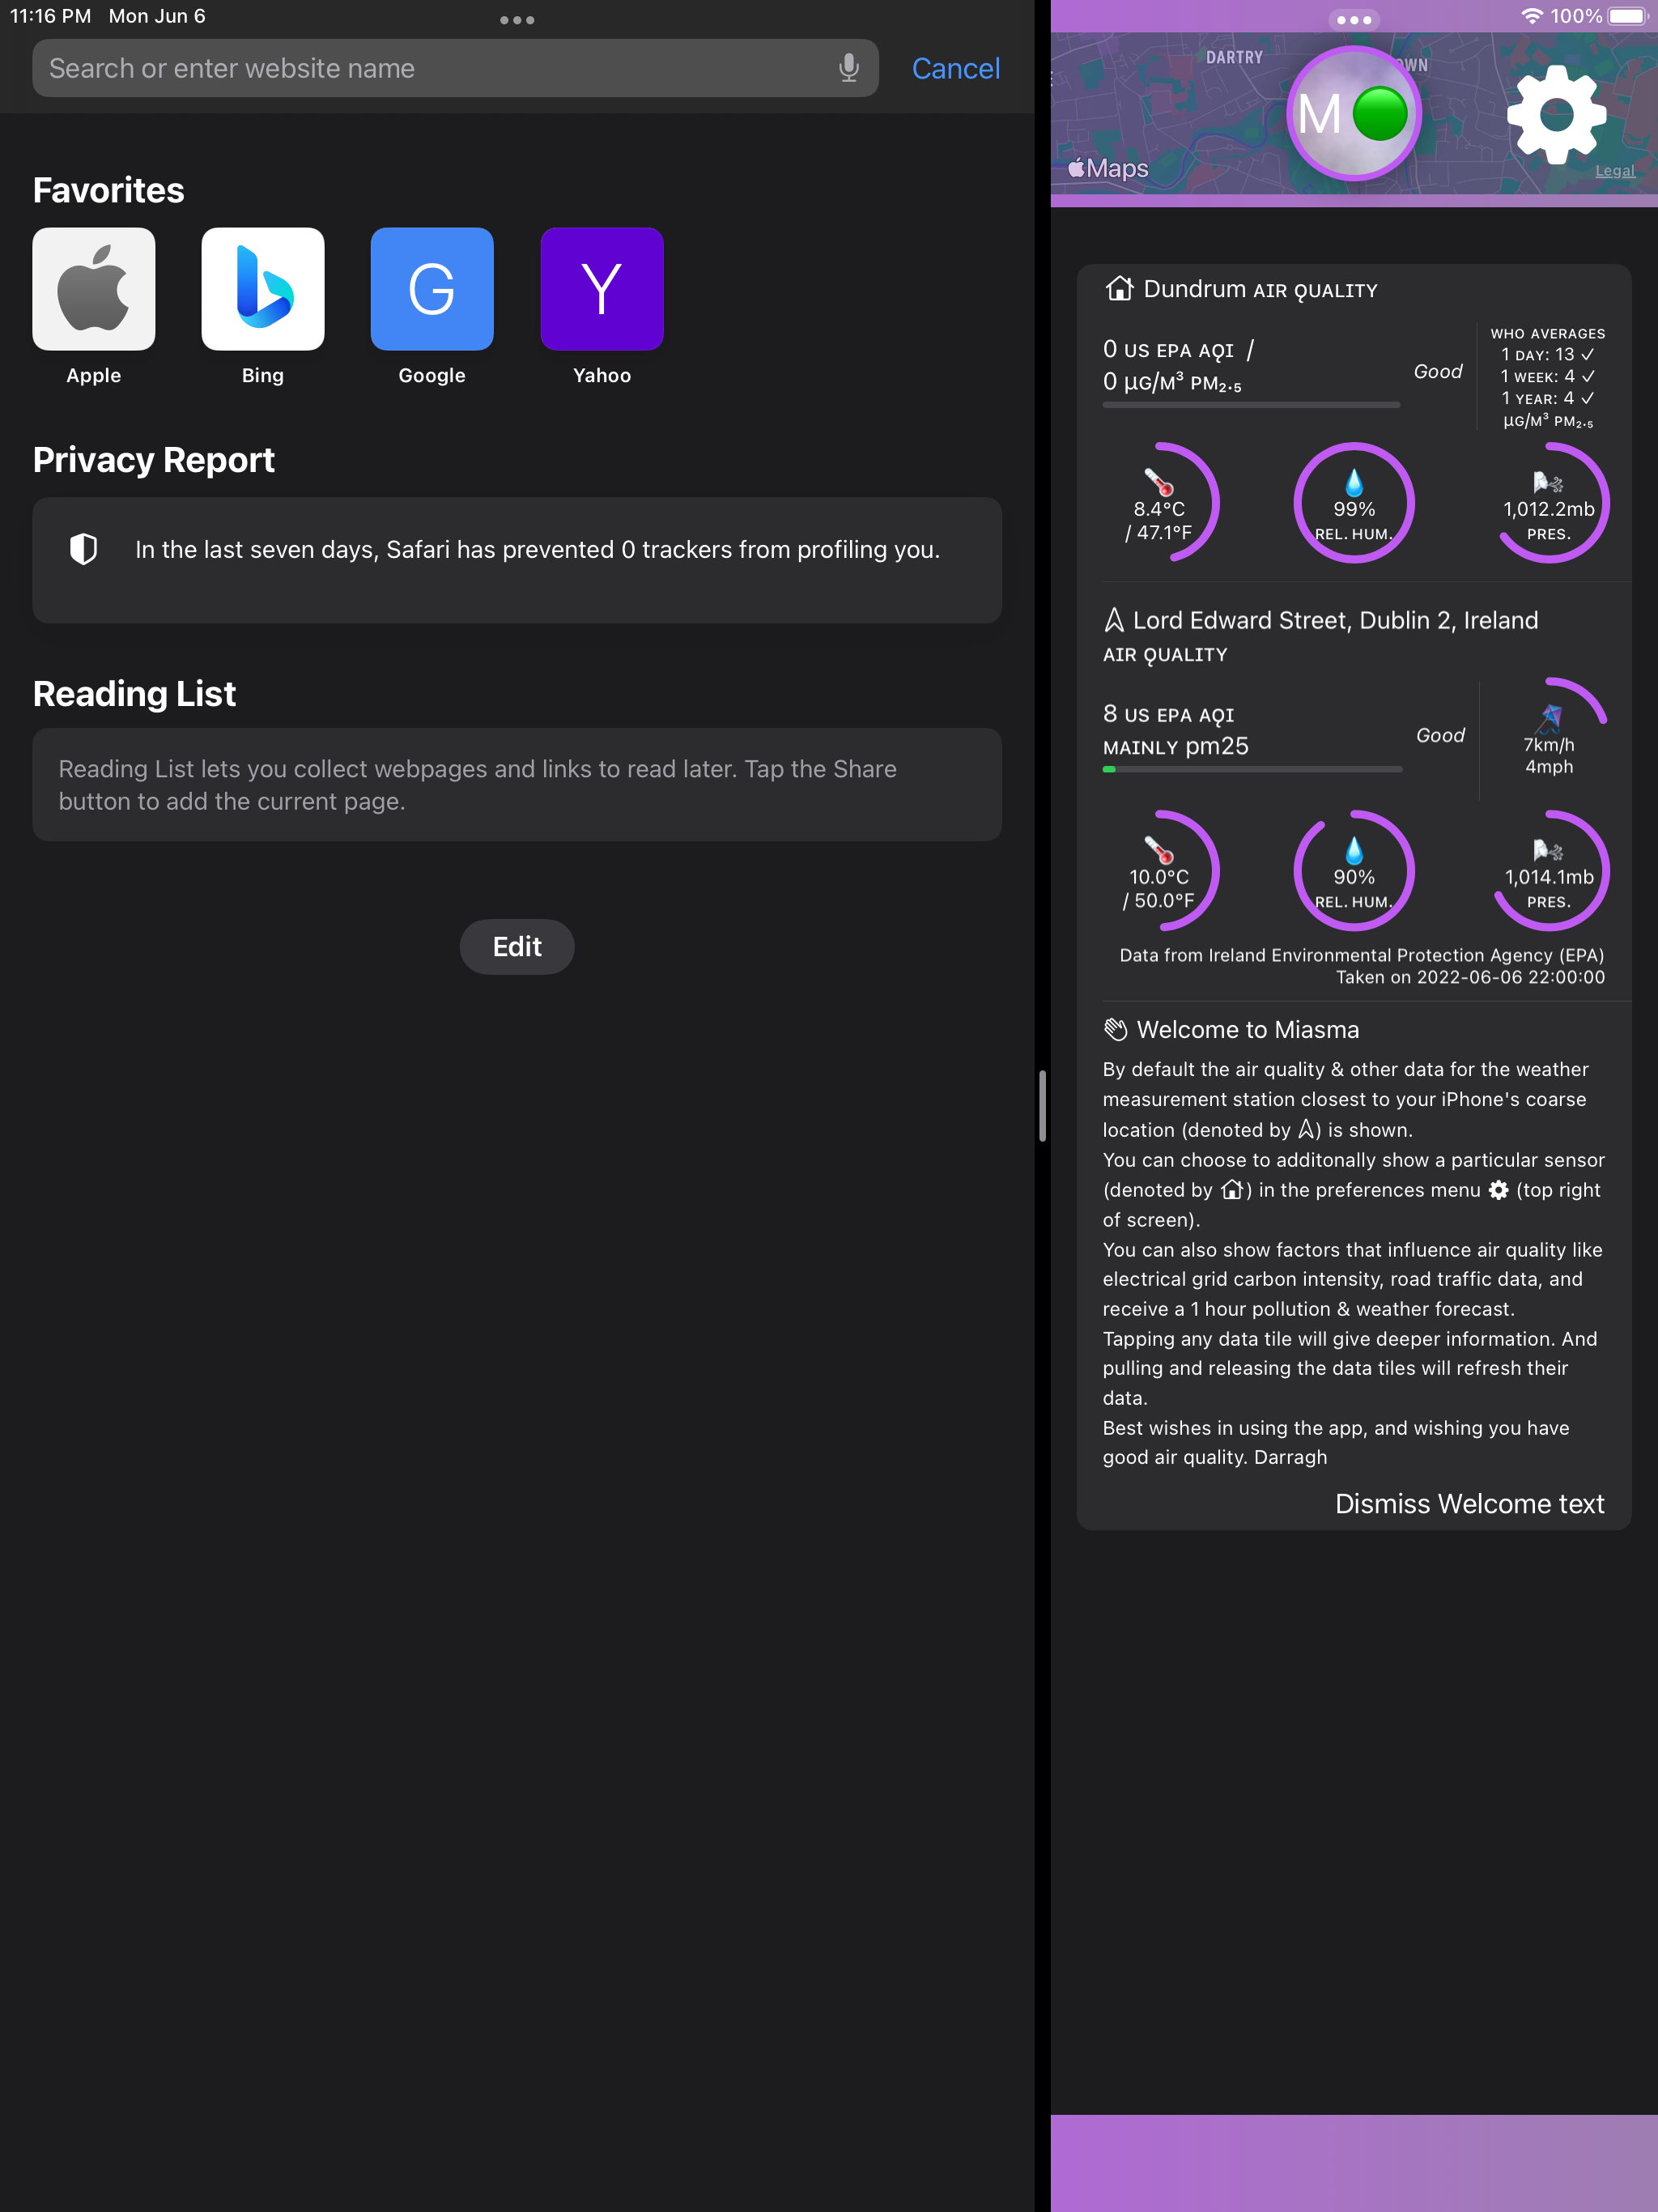 11:16 PM Mon Jun 6
Search or enter website name
Cancel
Favorites
G
Y
Apple
Bing
Google
Yahoo
Privacy Report
In the last seven days, Safari has prevented 0 trackers from profiling you.
Reading List
Reading List lets you collect webpages and links to read later. Tap the Share
button to add the current page.
Edit
100%
DARTRY
OWN
M
Maps
Legal
Dundrum AIR QUALITY
0 US EPA AQI /
0 µG/M³ PM₂.₅
Good
WHO AVERAGES
1 DAY: 13 ✓
1 WEEK: 4 ✓
1 YEAR: 4 ✓
µG/M³ PM₂.₅
8.4°C
/ 47.1°F
99%
REL. HUM.
1,012.2mb
PRES.
Lord Edward Street, Dublin 2, Ireland
AIR QUALITY
8 US EPA AQI
MAINLY pm25
Good
7km/h
4mph
10.0°C
/ 50.0°F
90%
REL. HUM.
1,014.1mb
PRES.
Data from Ireland Environmental Protection Agency (EPA)
Taken on 2022-06-06 22:00:00
Welcome to Miasma
By default the air quality & other data for the weather
measurement station closest to your iPhone's coarse
location (denoted by ) is shown.
You can choose to additonally show a particular sensor
(denoted by ) in the preferences menu (top right
of screen).
You can also show factors that influence air quality like
electrical grid carbon intensity, road traffic data, and
receive a 1 hour pollution & weather forecast.
Tapping any data tile will give deeper information. And
pulling and releasing the data tiles will refresh their
data.
Best wishes in using the app, and wishing you have
good air quality. Darragh
Dismiss Welcome text